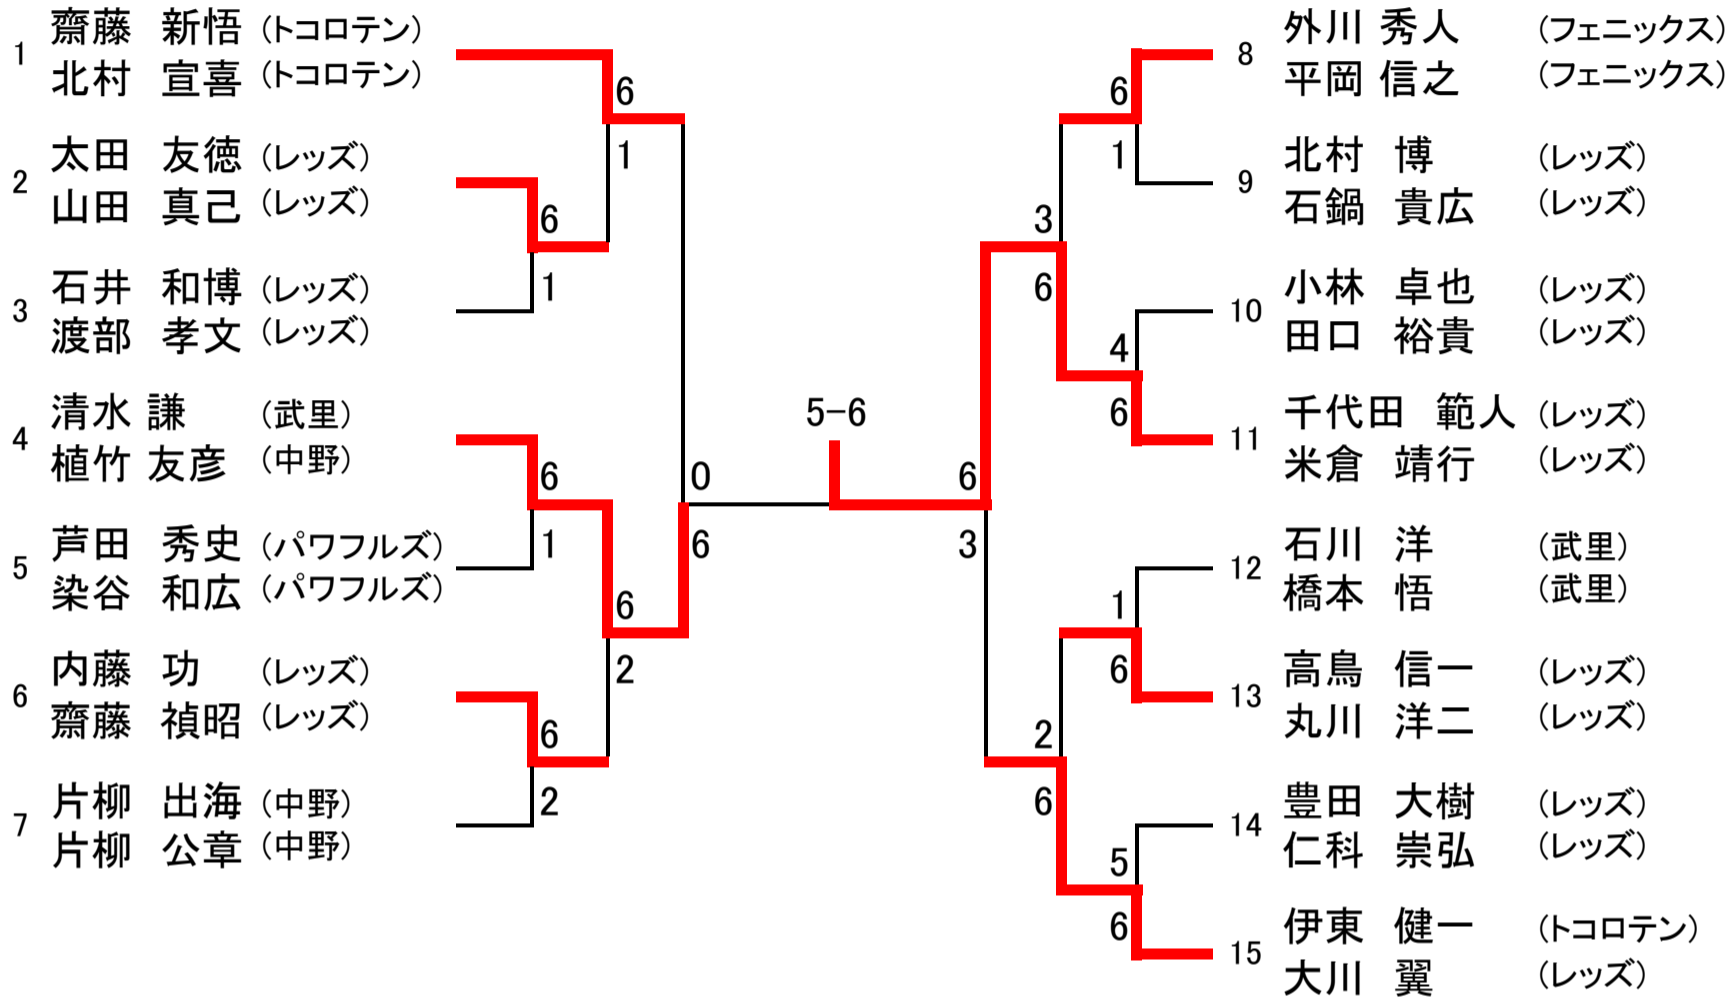 1 齋藤 新悟 (トコロテン)
北村 宣喜 (トコロテン)
2 太田 友徳 (レッズ)
山田 真己 (レッズ)
3 石井 和博 (レッズ)
渡部 孝文 (レッズ)
4 清水 謙 (武里)
植竹 友彦 (中野)
5 芦田 秀史 (パワフルズ)
染谷 和広 (パワフルズ)
6 内藤 功 (レッズ)
齋藤 禎昭 (レッズ)
7 片柳 出海 (中野)
片柳 公章 (中野)
6
1
6
1
6
1
6
2
6
2
0
6
5-6
6
3
3
6
2
6
6
1
4
6
1
6
5
6
8 外川 秀人 (フェニックス)
平岡 信之 (フェニックス)
9 北村 博 (レッズ)
石鍋 貴広 (レッズ)
10 小林 卓也 (レッズ)
田口 裕貴 (レッズ)
11 千代田 範人 (レッズ)
米倉 靖行 (レッズ)
12 石川 洋 (武里)
橋本 悟 (武里)
13 高鳥 信一 (レッズ)
丸川 洋二 (レッズ)
14 豊田 大樹 (レッズ)
仁科 崇弘 (レッズ)
15 伊東 健一 (トコロテン)
大川 翼 (レッズ)